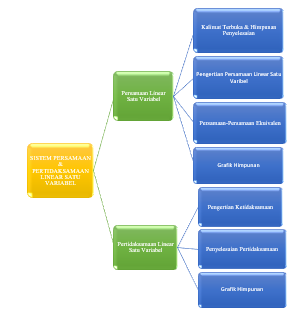 Kalimat Terbuka & Himpunan
Penyelesaian
Pengertian Persamaan Linear Satu
Varibel
Persamaan Linear
Satu Variabel
Persamaan-Persamaan Ekuivalen
Grafik Himpunan
SISTEM PERSAMAAN
&
PERTIDAKSAMAAN
LINEAR SATU
VARIABEL
Pengertian Ketidaksamaan
Pertidaksamaan Linear
Satu Variabel
Penyelesaian Pertidaksamaan
Grafik Himpunan